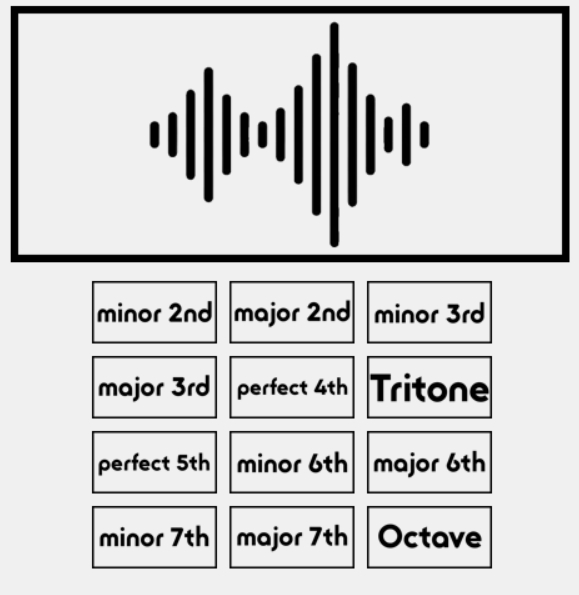 minor 2nd major 2nd minor 3rd
major 3rd perfect 4th Tritone
perfect 5th minor 6th major 6th
minor 7th major 7th Octave